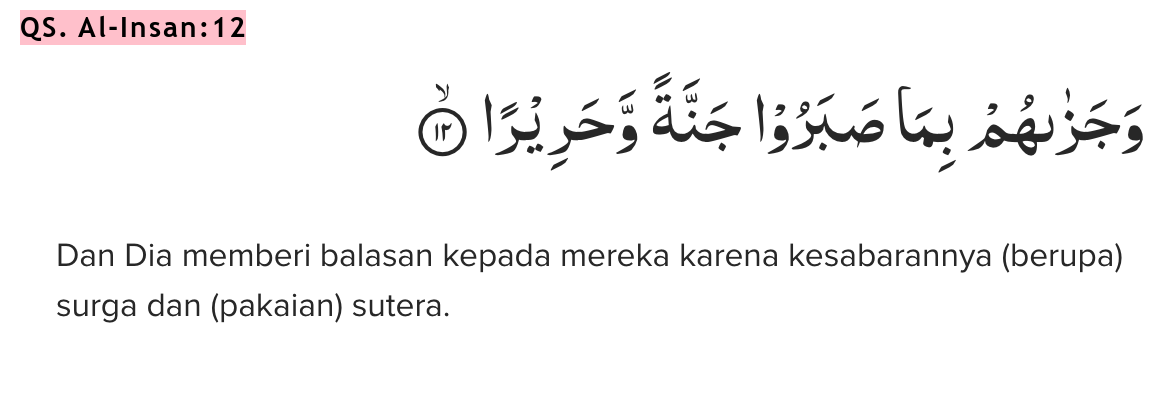 QS. Al-Insan:12
وَجَزٰىهُمْ بِمَا صَبَرُوْا جَنَّةً وَّحَرِيْرًاۙ ١٢
Dan Dia memberi balasan kepada mereka karena kesabarannya (berupa)
surga dan (pakaian) sutera.